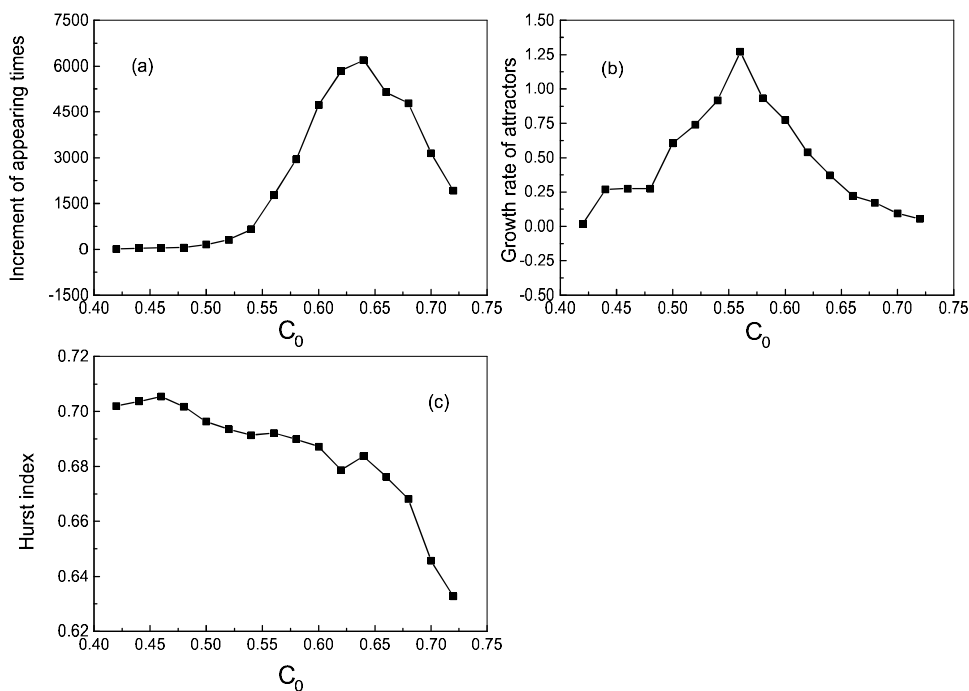 7500
6000
4500
3000
1500
0
-1500
Increment of appearing times
(a)
0.40 0.45 0.50 0.55 0.60 0.65 0.70 0.75
C0
1.50
1.25
1.00
0.75
0.50
0.25
0.00
-0.25
-0.50
Growth rate of attractors
(b)
0.40 0.45 0.50 0.55 0.60 0.65 0.70 0.75
C0
0.72
0.70
0.68
0.66
0.64
0.62
Hurst index
(c)
0.40 0.45 0.50 0.55 0.60 0.65 0.70 0.75
C0